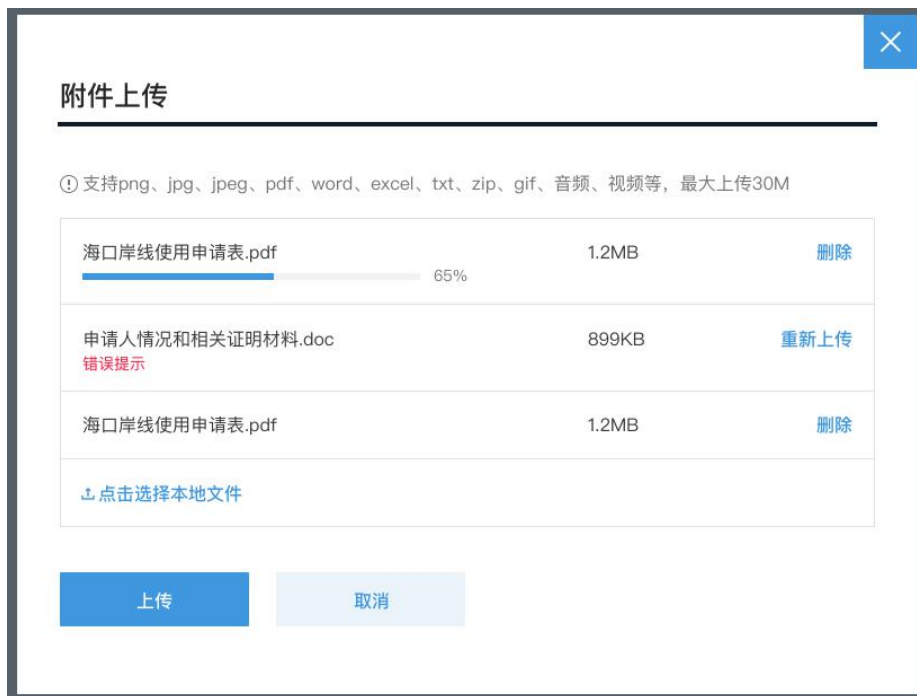 附件上传
支持png、jpg、jpeg、pdf、word、excel、txt、zip、gif、音频、视频等，最大上传30M
海口岸线使用申请表.pdf 1.2MB 删除
65%
申请人情况和相关证明材料.doc 899KB 重新上传
错误提示
海口岸线使用申请表.pdf 1.2MB 删除
点击选择本地文件
上传 取消